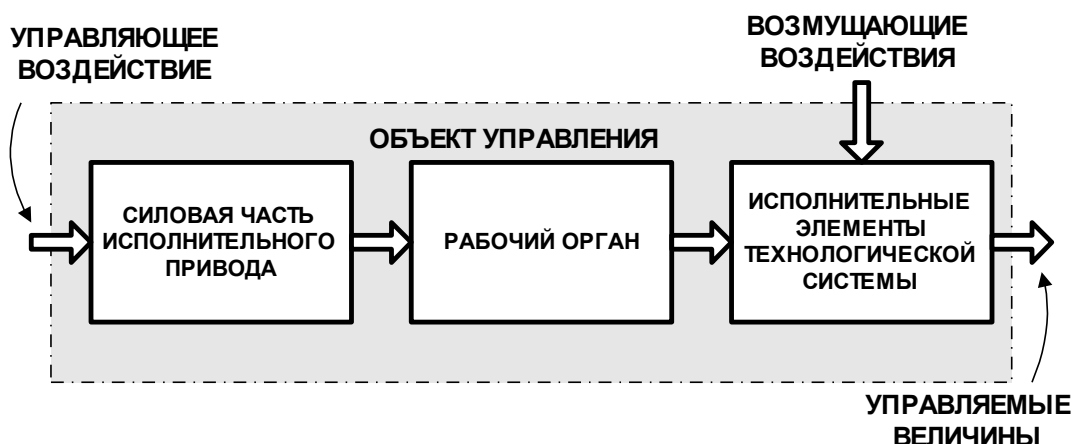 УПРАВЛЯЮЩЕЕ
ВОЗДЕЙСТВИЕ
ВОЗМУЩАЮЩИЕ
ВОЗДЕЙСТВИЯ
ОБЪЕКТ УПРАВЛЕНИЯ
СИЛОВАЯ ЧАСТЬ
ИСПОЛНИТЕЛЬНОГО
ПРИВОДА
РАБОЧИЙ ОРГАН
ИСПОЛНИТЕЛЬНЫЕ
ЭЛЕМЕНТЫ
ТЕХНОЛОГИЧЕСКОЙ
СИСТЕМЫ
УПРАВЛЯЕМЫЕ
ВЕЛИЧИНЫ